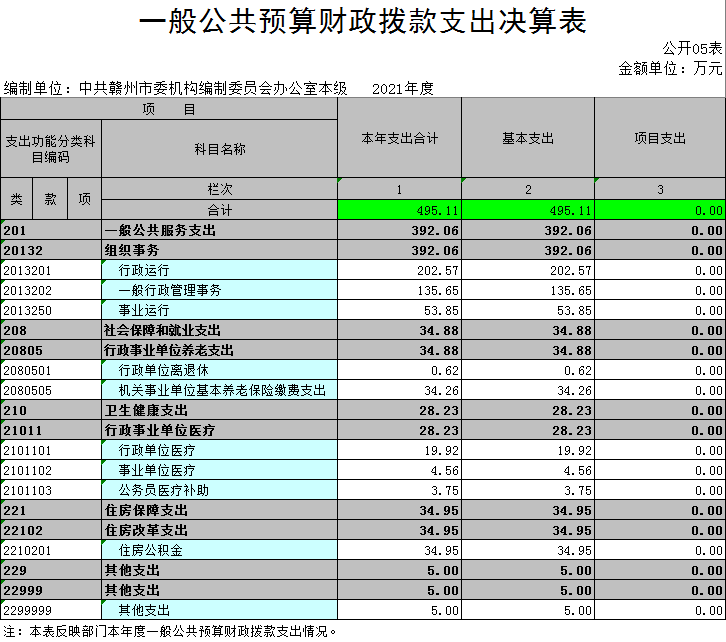 一般公共预算财政拨款支出决算表
公开05表
金额单位：万元
编制单位：中共赣州市委机构编制委员会办公室本级 2021年度
项 目 本年支出合计 基本支出 项目支出
支出功能分类科目编码 科目名称
类 款 项 栏次 1 2 3
合计 495.11 495.11 0.00
201 一般公共服务支出 392.06 392.06 0.00
20132 组织事务 392.06 392.06 0.00
2013201 行政运行 202.57 202.57 0.00
2013202 一般行政管理事务 135.65 135.65 0.00
2013250 事业运行 53.85 53.85 0.00
208 社会保障和就业支出 34.88 34.88 0.00
20805 行政事业单位养老支出 34.88 34.88 0.00
2080501 行政单位离退休 0.62 0.62 0.00
2080505 机关事业单位基本养老保险缴费支出 34.26 34.26 0.00
210 卫生健康支出 28.23 28.23 0.00
21011 行政事业单位医疗 28.23 28.23 0.00
2101101 行政单位医疗 19.92 19.92 0.00
2101102 事业单位医疗 4.56 4.56 0.00
2101103 公务员医疗补助 3.75 3.75 0.00
221 住房保障支出 34.95 34.95 0.00
22102 住房改革支出 34.95 34.95 0.00
2210201 住房公积金 34.95 34.95 0.00
229 其他支出 5.00 5.00 0.00
22999 其他支出 5.00 5.00 0.00
2299999 其他支出 5.00 5.00 0.00
注：本表反映部门本年度一般公共预算财政拨款支出情况。